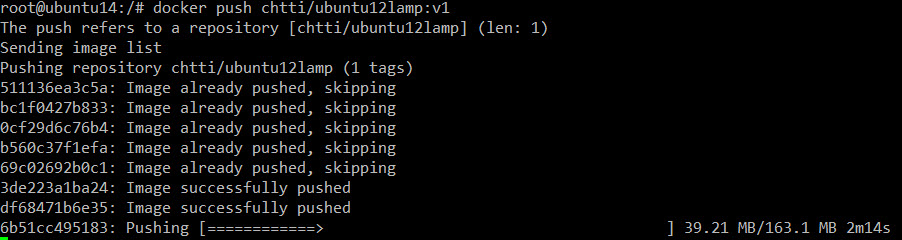 root@ubuntu14:/# docker push chtti/ubuntu12lamp:v1
The push refers to a repository [chtti/ubuntu12lamp] (len: 1)
Sending image list
Pushing repository chtti/ubuntu12lamp (1 tags)
511136ea3c5a: Image already pushed, skipping
bc1f0427b833: Image already pushed, skipping
0cf29d6c76b4: Image already pushed, skipping
b560c37f1efa: Image already pushed, skipping
69c02692b0c1: Image already pushed, skipping
3de223a1ba24: Image successfully pushed
df68471b6e35: Image successfully pushed
6b51cc495183: Pushing [============>                                      ] 39.21 MB/163.1 MB 2m14s